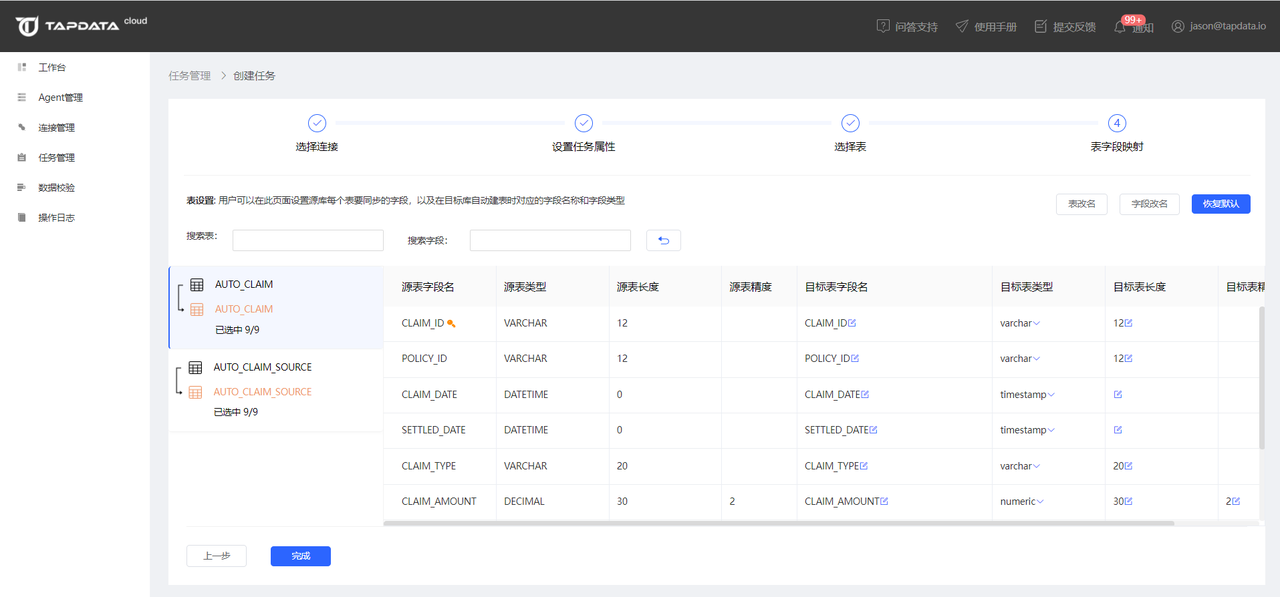 TAPDATA cloud
问答支持 使用手册 提交反馈 99+ 通知 jason@tapdata.io
工作台
Agent管理
连接管理
任务管理
数据校验
操作日志
任务管理 > 创建任务
4
选择连接 设置任务属性 选择表 表字段映射
表设置: 用户可以在此页面设置源库每个表要同步的字段，以及在目标库自动建表时对应的字段名称和字段类型
表改名 字段改名 恢复默认
搜索表: 搜索字段:
AUTO_CLAIM
AUTO_CLAIM
已选中 9/9
AUTO_CLAIM_SOURCE
AUTO_CLAIM_SOURCE
已选中 9/9
源表字段名 源表类型 源表长度 源表精度 目标表字段名 目标表类型 目标表长度 目标表精
CLAIM_ID VARCHAR 12 CLAIM_ID varchar 12
POLICY_ID VARCHAR 12 POLICY_ID varchar 12
CLAIM_DATE DATETIME 0 CLAIM_DATE timestamp
SETTLED_DATE DATETIME 0 SETTLED_DATE timestamp
CLAIM_TYPE VARCHAR 20 CLAIM_TYPE varchar 20
CLAIM_AMOUNT DECIMAL 30 2 CLAIM_AMOUNT numeric 30 2
上一步 完成